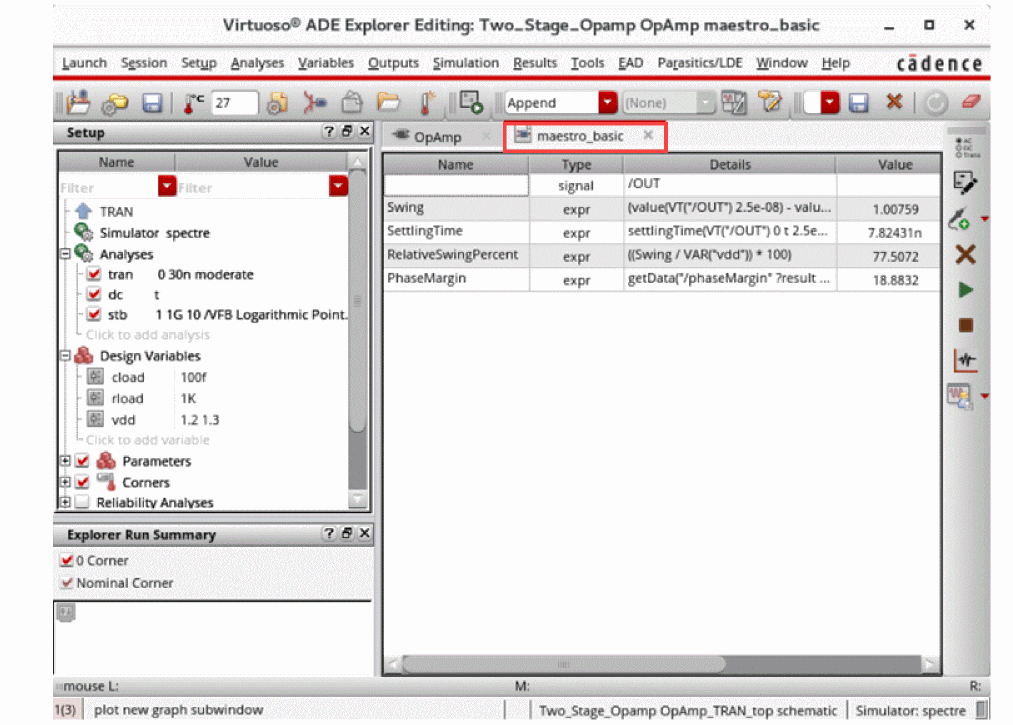 Virtuoso® ADE Explorer Editing: Two_Stage_Opamp OpAmp maestro_basic
Launch Session Setup Analyses Variables Outputs Simulation Results Tools EAD Parasitics/LDE Window Help cādence
°C 27 Append (None)
Setup
Name Value
Filter Filter
TRAN
Simulator spectre
Analyses
tran 0 30n moderate
dc t
stb 1 1G 10 /VFB Logarithmic Point.
Click to add analysis
Design Variables
cload 100f
rload 1K
vdd 1.2 1.3
Click to add variable
Parameters
Corners
Reliability Analyses
Explorer Run Summary
0 Corner
Nominal Corner
OpAmp maestro_basic
Name Type Details Value
signal /OUT
Swing expr (value(VT("/OUT") 2.5e-08) - valu... 1.00759
SettlingTime expr settlingTime(VT("/OUT") 0 t 2.5e... 7.82431n
RelativeSwingPercent expr ((Swing / VAR("vdd")) * 100) 77.5072
PhaseMargin expr getData("/phaseMargin" ?result ... 18.8832
AC
DC
Trans
mouse L: M: R:
1(3) plot new graph subwindow Two_Stage_Opamp OpAmp_TRAN_top schematic Simulator: spectre